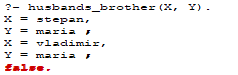 ?- husbands_brother(X, Y).
X = stepan,
Y = maria ;
X = vladimir,
Y = maria ;
false.